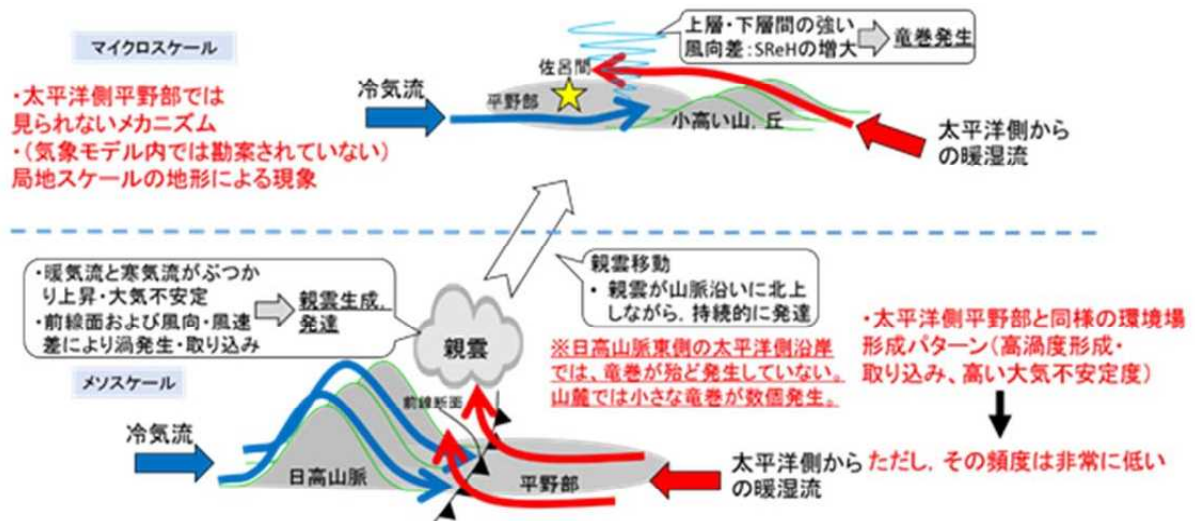 マイクロスケール
上層・下層間の強い
風向差:SReHの増大
竜巻発生
佐呂間
冷気流
平野部
小高い山,丘
太平洋側から
の暖湿流
・太平洋側平野部では
見られないメカニズム
・(気象モデル内では勘案されていない)
局地スケールの地形による現象
・暖気流と寒気流がぶつか
り上昇・大気不安定
・前線面および風向・風速
差により渦発生・取り込み
親雲生成,
発達
親雲移動
・ 親雲が山脈沿いに北上
しながら,持続的に発達
親雲
メソスケール
※日高山脈東側の太平洋側沿岸
では、竜巻が殆ど発生していない。
山麓では小さな竜巻が数個発生。
・太平洋側平野部と同様の環境場
形成パターン(高渦度形成・
取り込み、高い大気不安定度)
前線断面
冷気流
日高山脈
平野部
太平洋側から
の暖湿流
ただし,その頻度は非常に低い